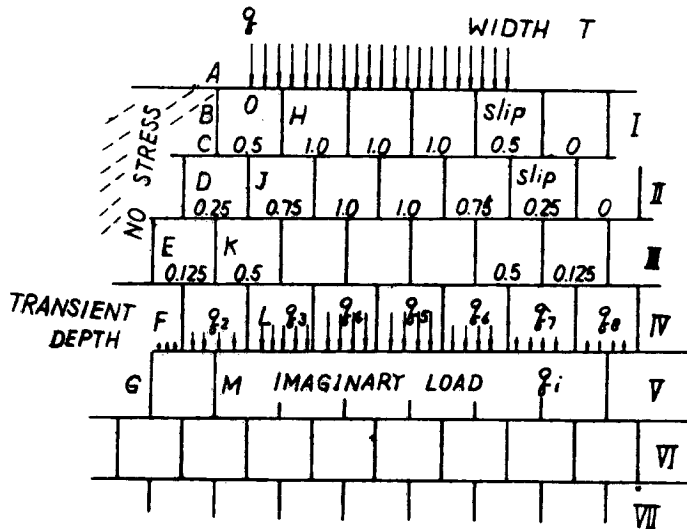 q WIDTH T
A
B O H slip I
C 0.5 1.0 1.0 1.0 0.5 0
NO STRESS
D J slip II
0.25 0.75 1.0 1.0 0.75 0.25 0
E K III
0.125 0.5 0.5 0.125
TRANSIENT DEPTH F q2 L q3 q4 q5 q6 q7 q8 IV
G M IMAGINARY LOAD qi V
VI
VII